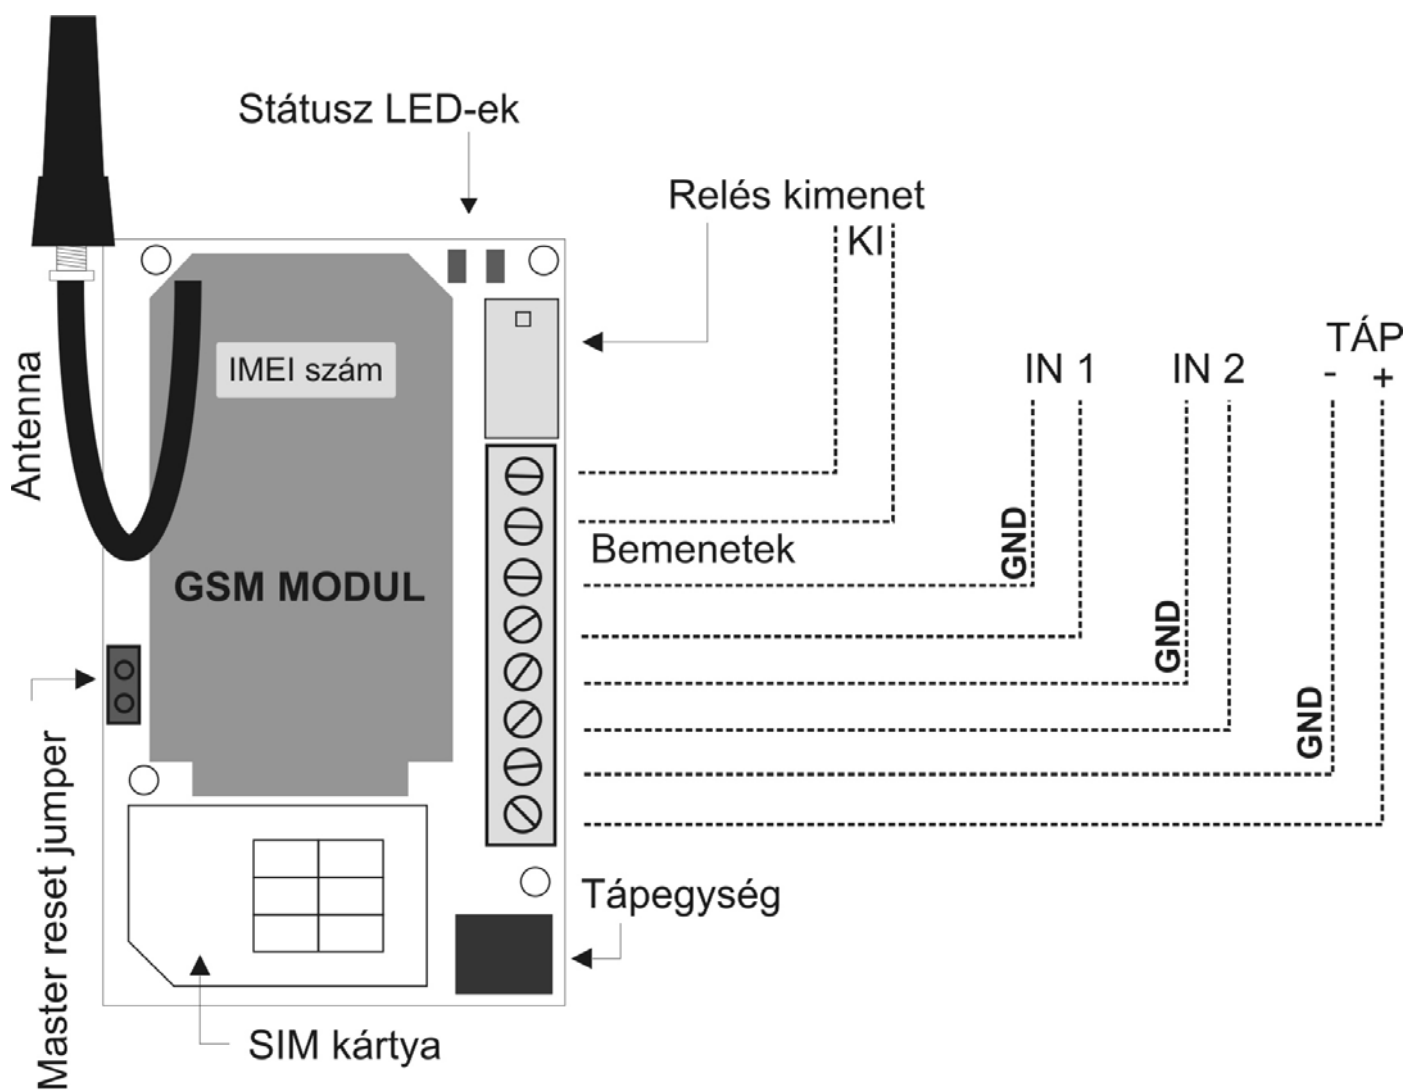 Státusz LED-ek
Relés kimenet
KI
TÁP
- +
IN 1
IN 2
IMEI szám
Antenna
GND
Bemenetek
GSM MODUL
GND
GND
Master reset jumper
Tápegység
SIM kártya